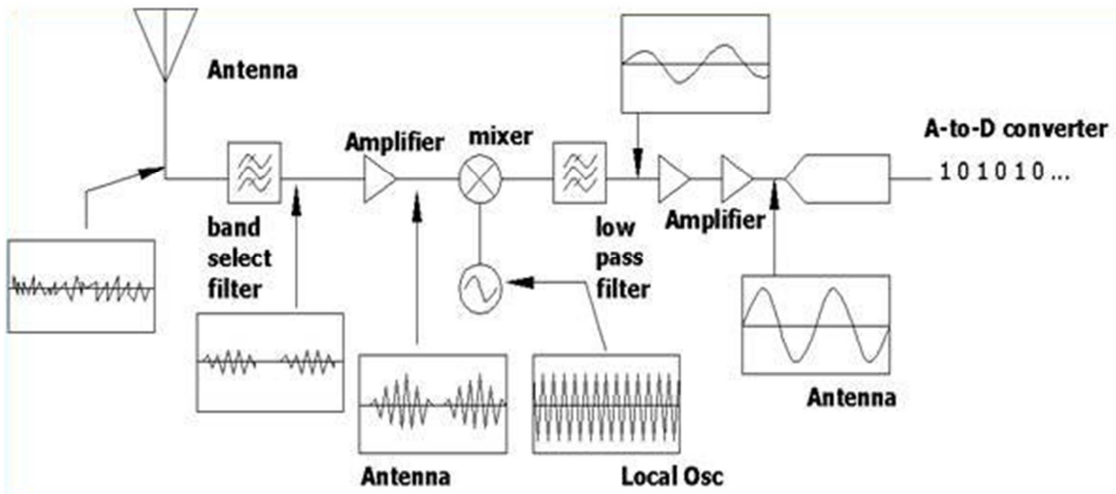 Antenna
Amplifier
mixer
A-to-D converter
1 0 1 0 1 0 ...
band
select
filter
low
pass
filter
Amplifier
Antenna
Antenna
Local Osc